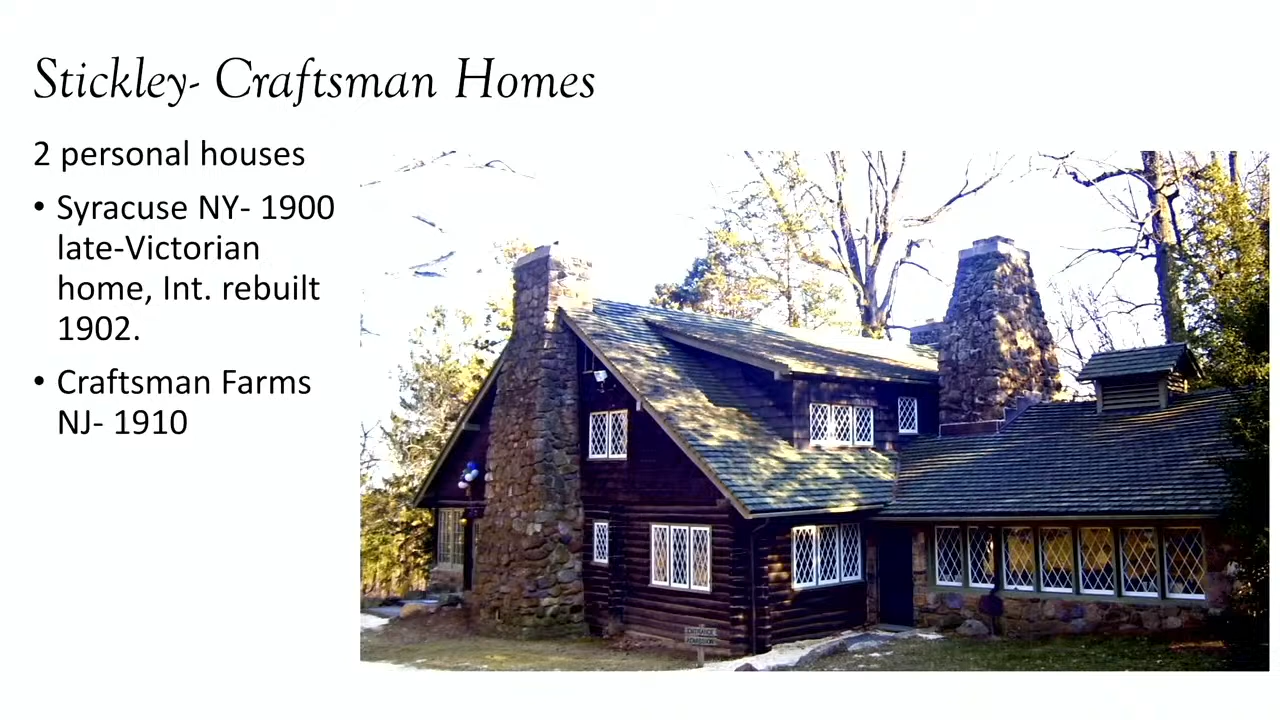 Stickley- Craftsman Homes
2 personal houses
• Syracuse NY- 1900
late-Victorian
home, Int. rebuilt
1902.
• Craftsman Farms
NJ- 1910
ENTRANCE